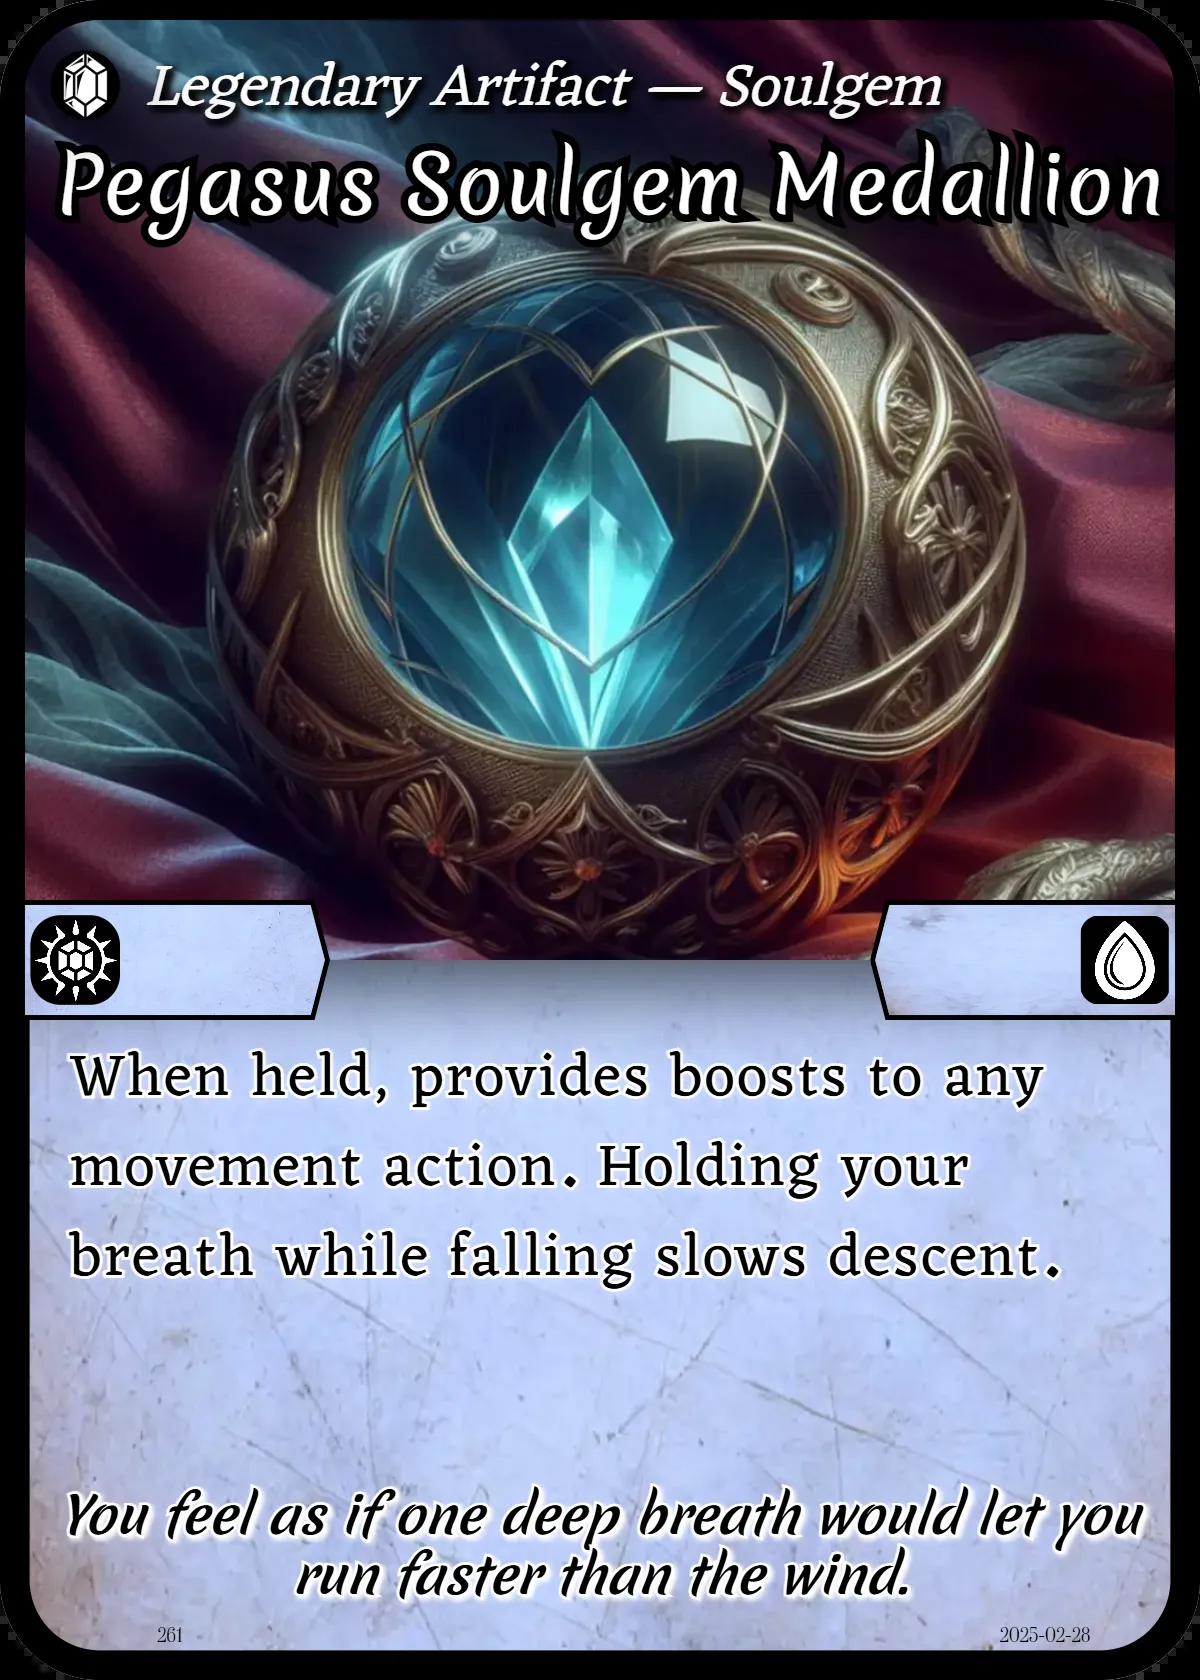 Legendary Artifact — Soulgem
Pegasus Soulgem Medallion
When held, provides boosts to any
movement action. Holding your
breath while falling slows descent.
You feel as if one deep breath would let you
run faster than the wind.
261
2025-02-28